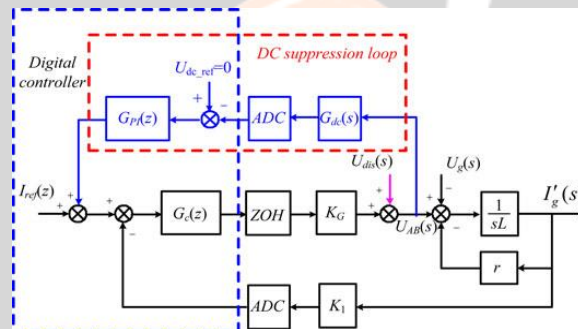 Digital
controller
DC suppression loop
U_dc_ref=0
+
−
G_PI(z)
ADC
G_dc(s)
U_dis(s)
U_g(s)
I_ref(z)
+
+
+
−
G_c(z)
ZOH
K_G
+
+
U_AB(s)
+
−
−
1
sL
I'_g(s
r
ADC
K_1